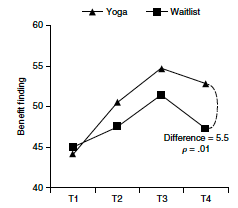 Yoga Waitlist
60
55
50
45
40
Benefit finding
Difference = 5.5
p = .01
T1 T2 T3 T4